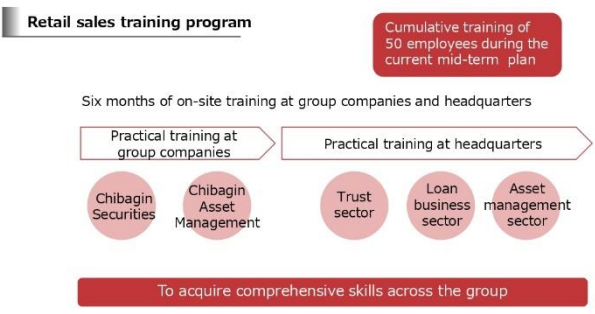 Retail sales training program
Cumulative training of
50 employees during the
current mid-term plan
Six months of on-site training at group companies and headquarters
Practical training at
group companies
Practical training at headquarters
Chibagin
Securities
Chibagin
Asset
Management
Trust
sector
Loan
business
sector
Asset
management
sector
To acquire comprehensive skills across the group